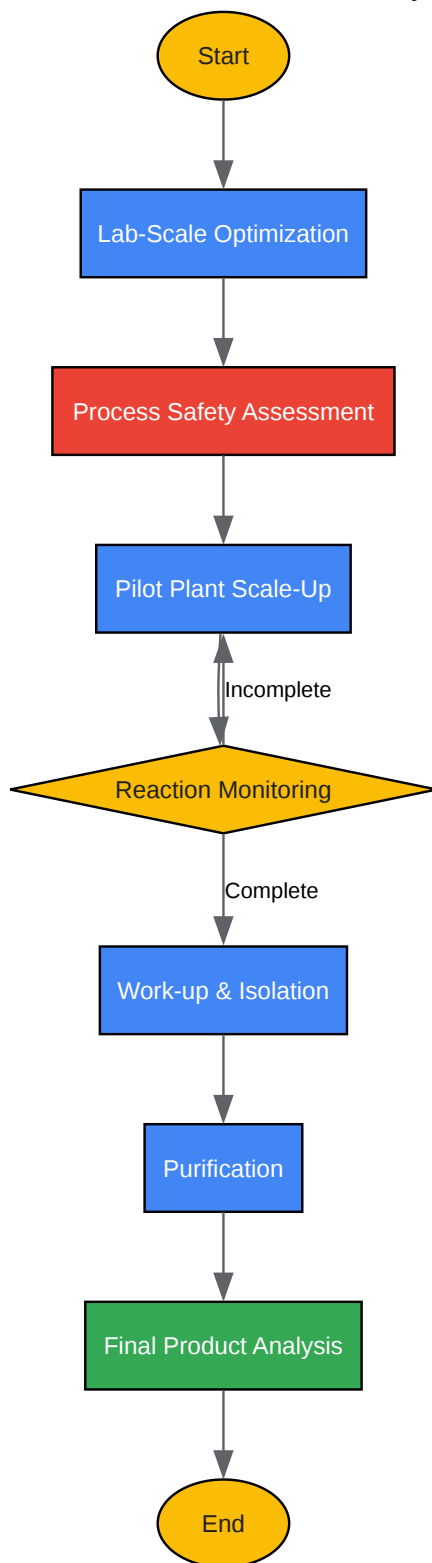 Start
Lab-Scale Optimization
Process Safety Assessment
Pilot Plant Scale-Up
Incomplete
Reaction Monitoring
Complete
Work-up & Isolation
Purification
Final Product Analysis
End